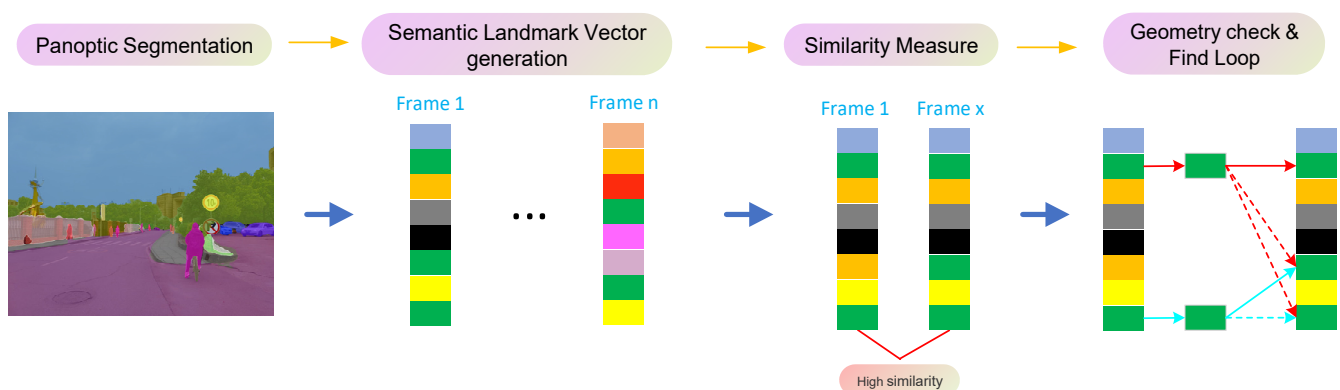 Panoptic Segmentation
Semantic Landmark Vector
generation
Similarity Measure
Geometry check &
Find Loop
Frame 1
Frame n
Frame 1
Frame x
...
High similarity